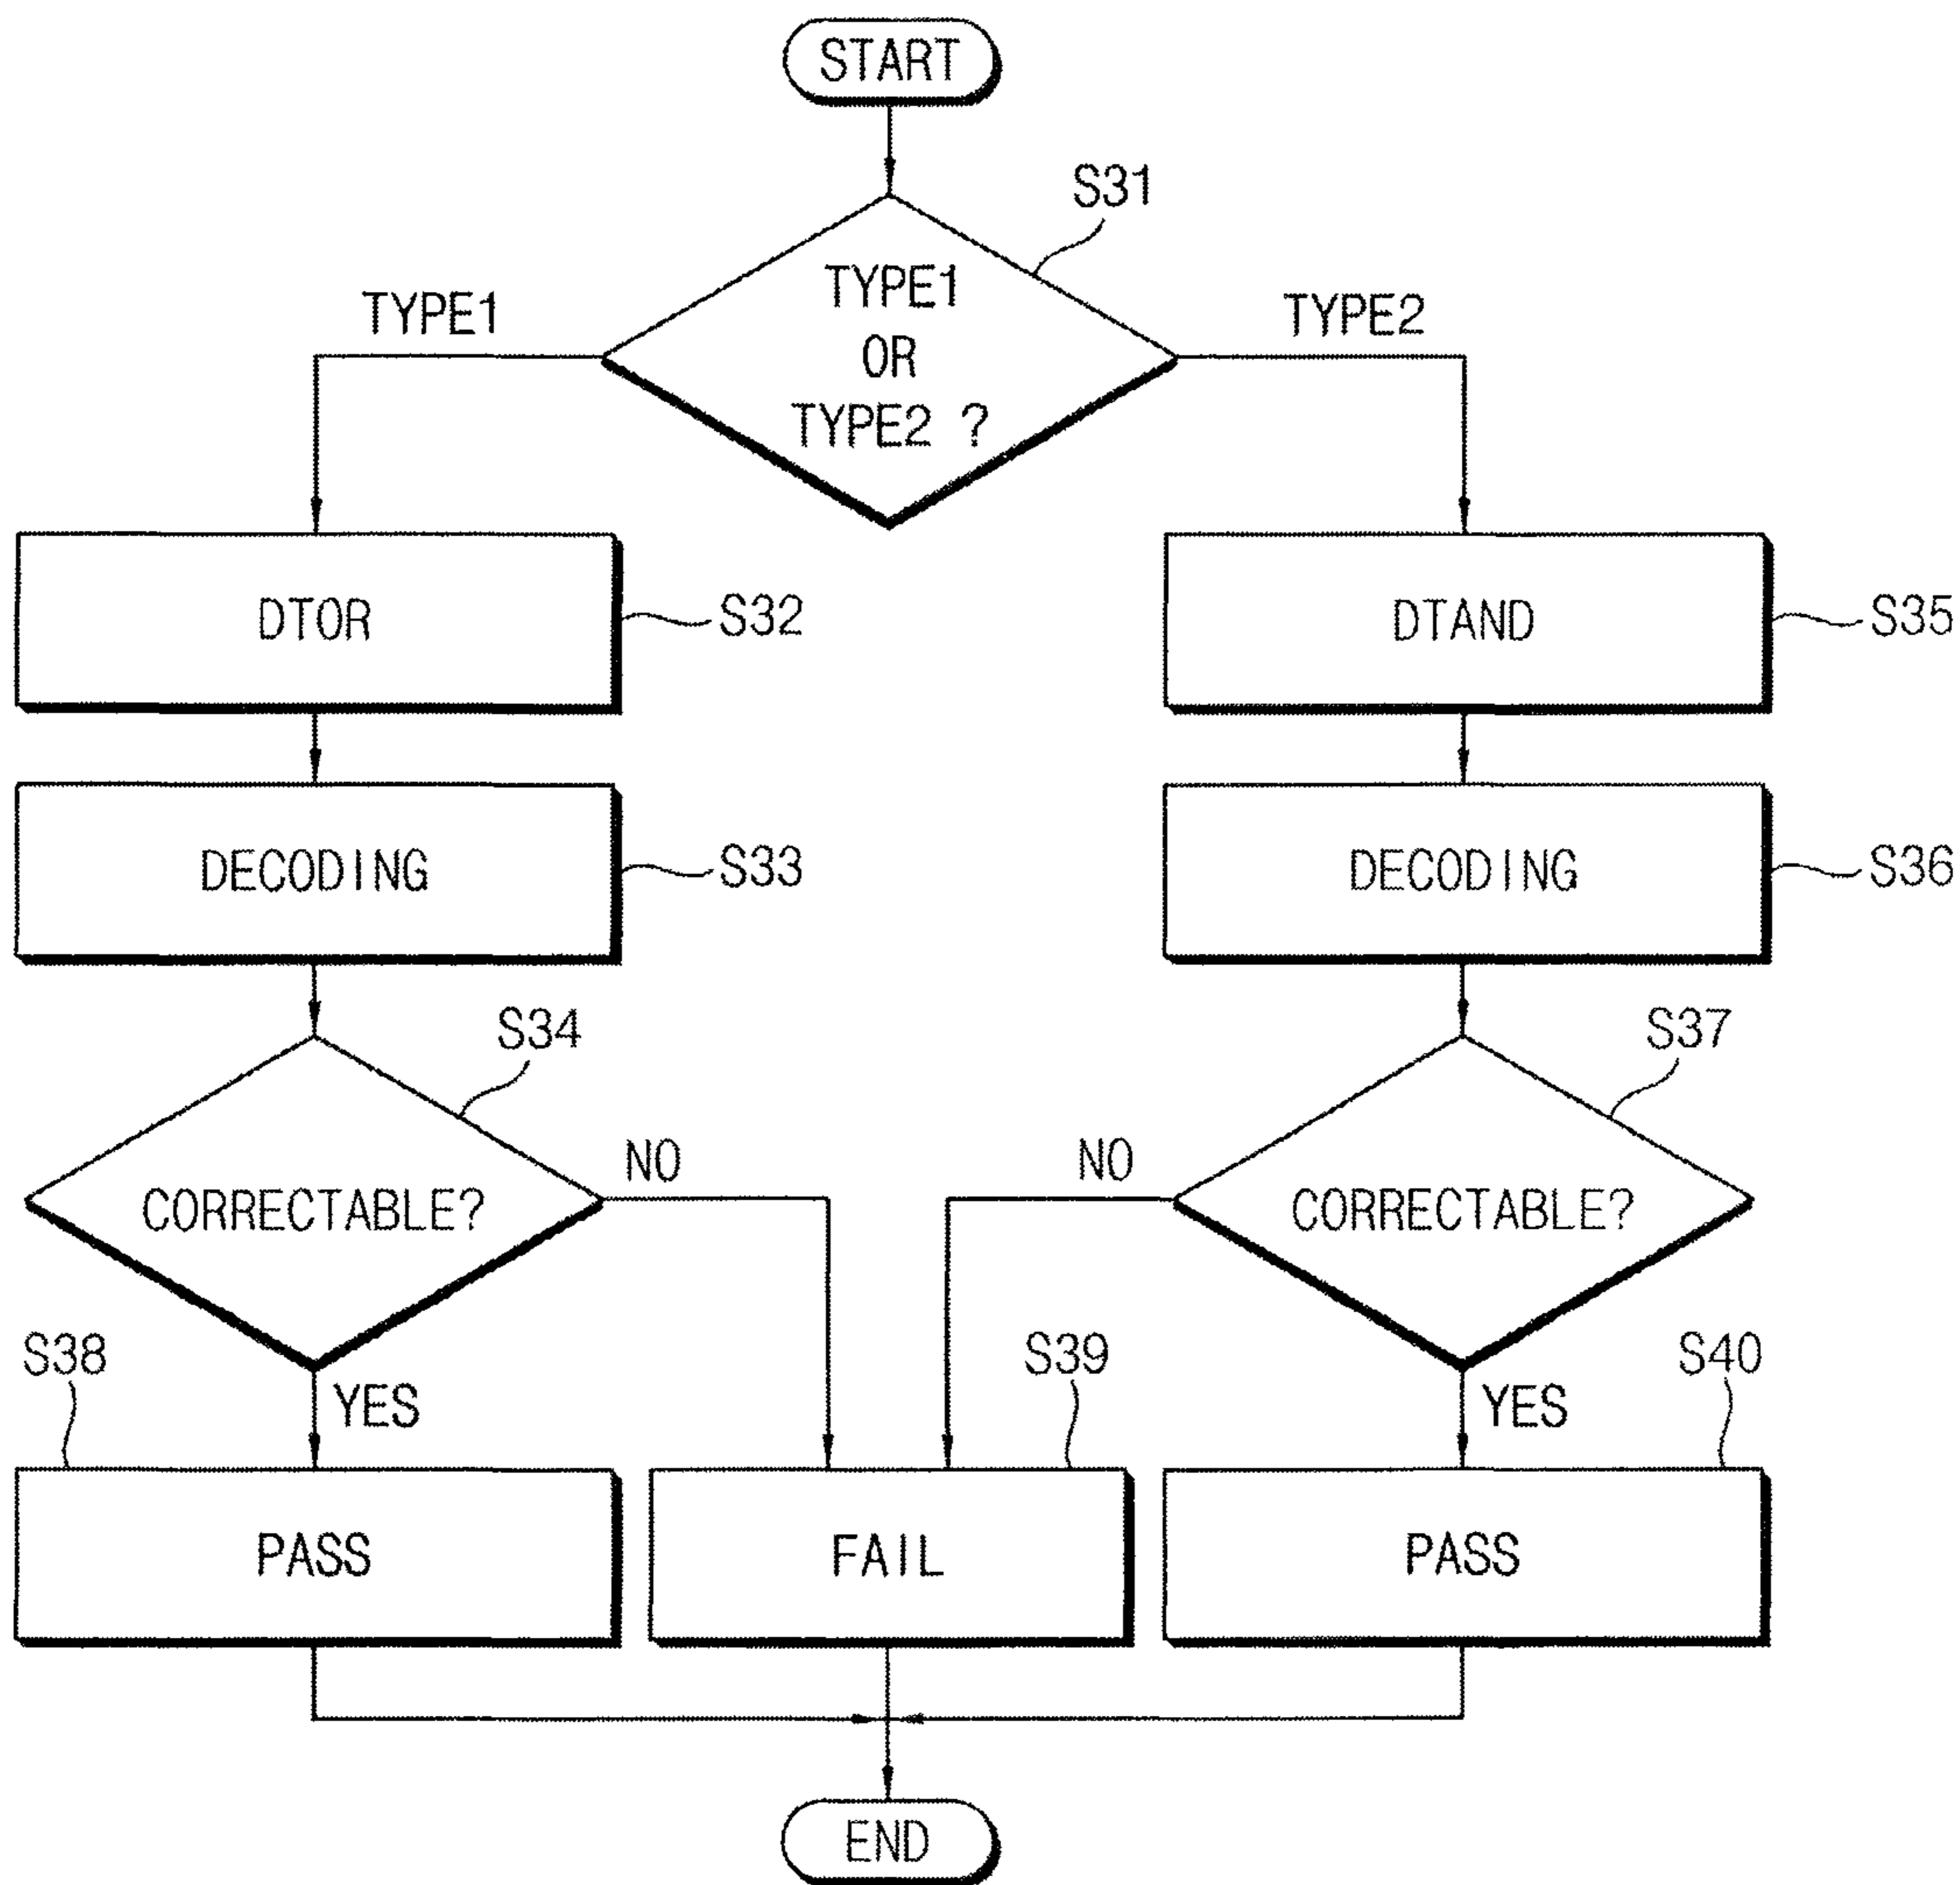 START
S31
TYPE1
OR
TYPE2 ?
TYPE1
TYPE2
DTOR
S32
DTAND
S35
DECODING
S33
DECODING
S36
S34
CORRECTABLE?
NO
S37
CORRECTABLE?
NO
S38
YES
S39
S40
YES
PASS
FAIL
PASS
END